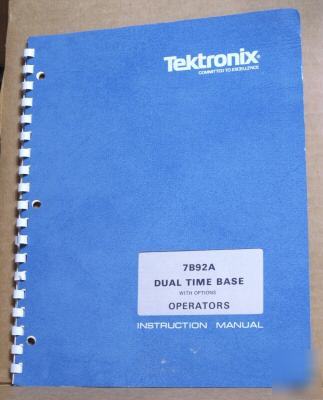 Tektronix®
COMMITTED TO EXCELLENCE
7B92A
DUAL TIME BASE
WITH OPTIONS
OPERATORS
INSTRUCTION MANUAL